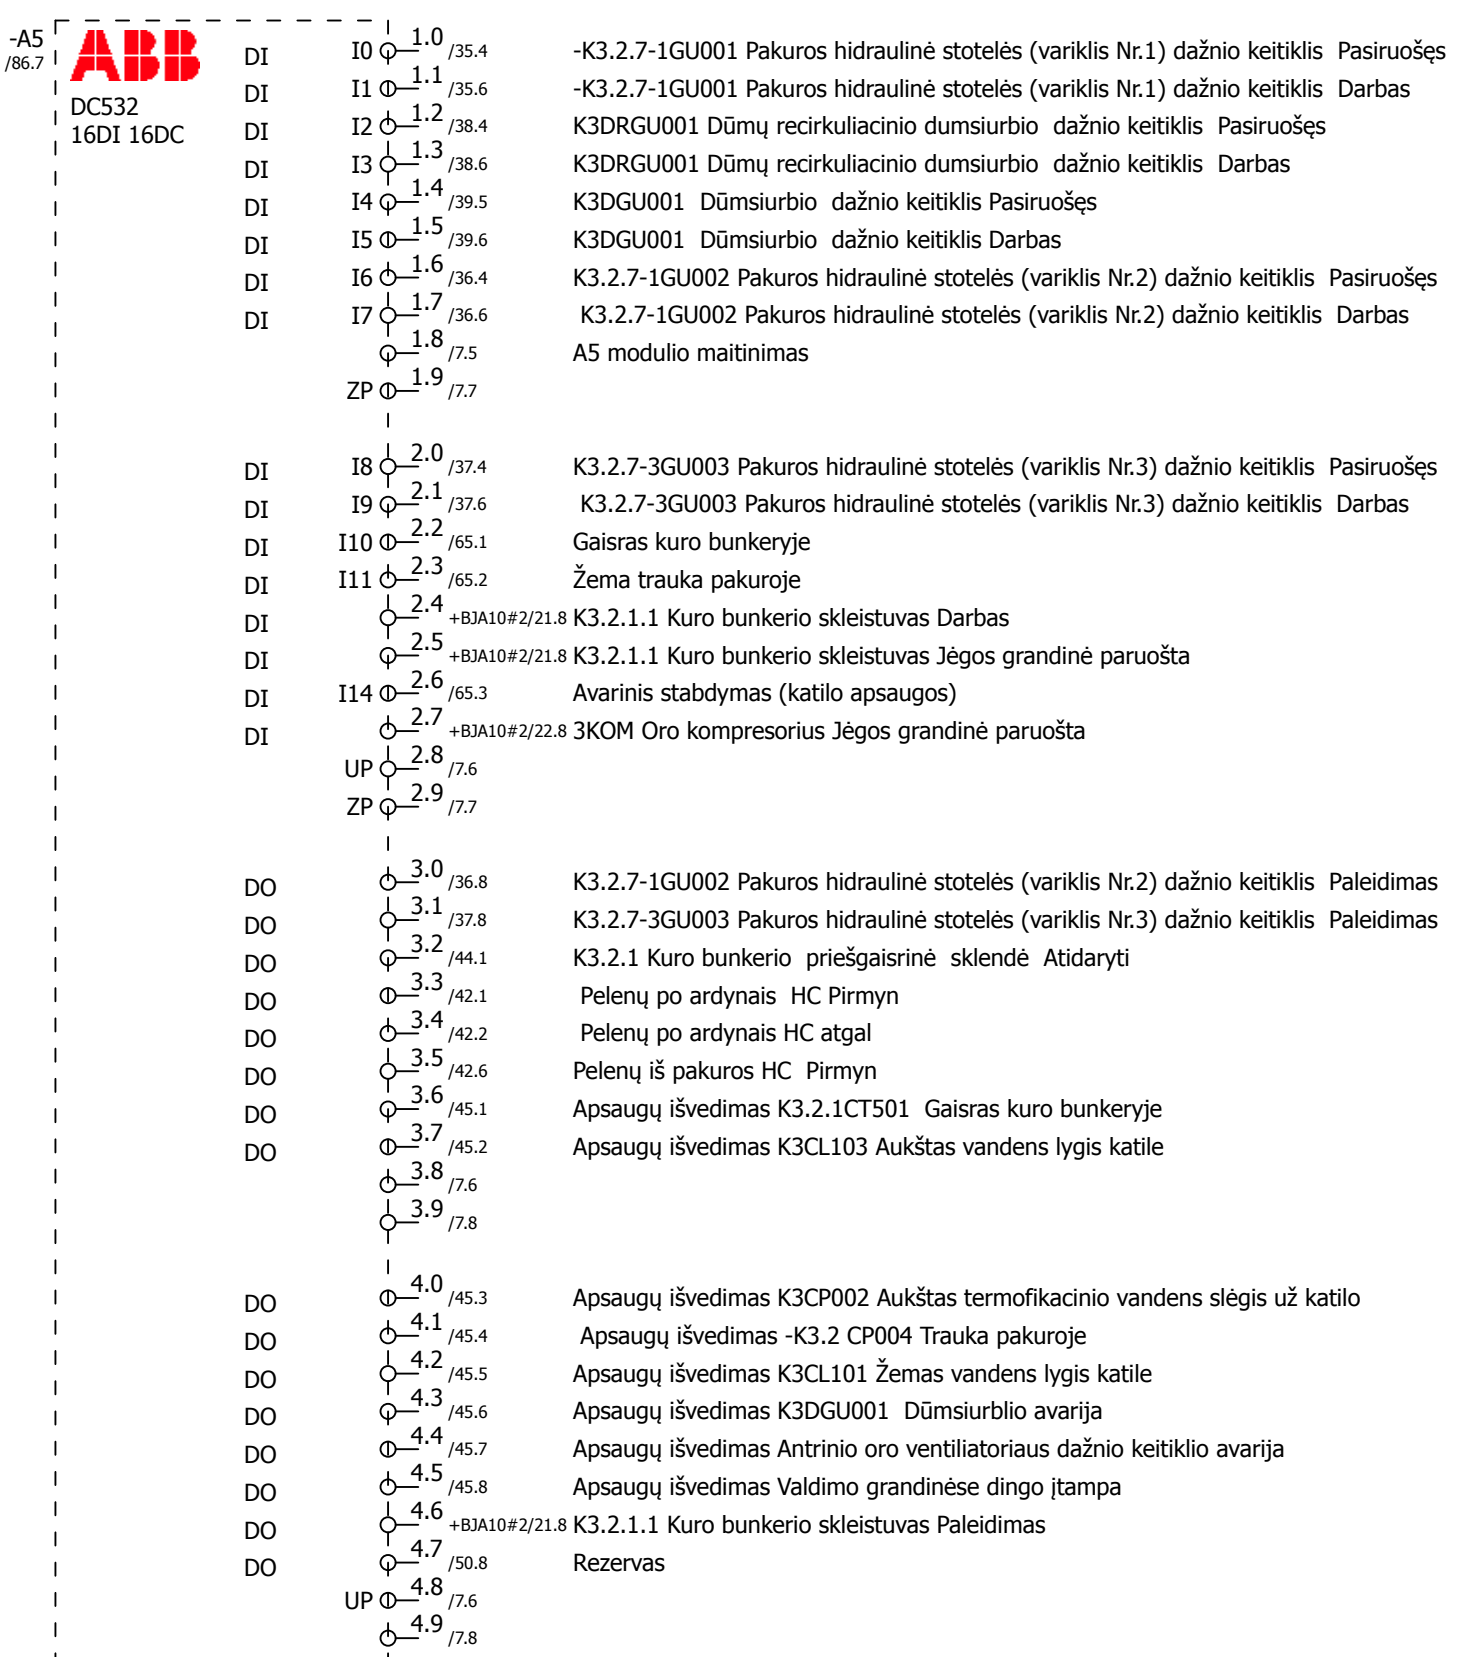 -A5
/86.7
ABB
DC532
16DI 16DC
DI I0 1.0 /35.4 -K3.2.7-1GU001 Pakuros hidraulinė stotelės (variklis Nr.1) dažnio keitiklis Pasiruošęs
DI I1 1.1 /35.6 -K3.2.7-1GU001 Pakuros hidraulinė stotelės (variklis Nr.1) dažnio keitiklis Darbas
DI I2 1.2 /38.4 K3DRGU001 Dūmų recirkuliacinio dumsiurbio dažnio keitiklis Pasiruošęs
DI I3 1.3 /38.6 K3DRGU001 Dūmų recirkuliacinio dumsiurbio dažnio keitiklis Darbas
DI I4 1.4 /39.5 K3DGU001 Dūmsiurbio dažnio keitiklis Pasiruošęs
DI I5 1.5 /39.6 K3DGU001 Dūmsiurbio dažnio keitiklis Darbas
DI I6 1.6 /36.4 K3.2.7-1GU002 Pakuros hidraulinė stotelės (variklis Nr.2) dažnio keitiklis Pasiruošęs
DI I7 1.7 /36.6 K3.2.7-1GU002 Pakuros hidraulinė stotelės (variklis Nr.2) dažnio keitiklis Darbas
1.8 /7.5 A5 modulio maitinimas
ZP 1.9 /7.7
DI I8 2.0 /37.4 K3.2.7-3GU003 Pakuros hidraulinė stotelės (variklis Nr.3) dažnio keitiklis Pasiruošęs
DI I9 2.1 /37.6 K3.2.7-3GU003 Pakuros hidraulinė stotelės (variklis Nr.3) dažnio keitiklis Darbas
DI I10 2.2 /65.1 Gaisras kuro bunkeryje
DI I11 2.3 /65.2 Žema trauka pakuroje
DI 2.4 +BJA10#2/21.8 K3.2.1.1 Kuro bunkerio skleistuvas Darbas
DI 2.5 +BJA10#2/21.8 K3.2.1.1 Kuro bunkerio skleistuvas Jėgos grandinė paruošta
DI I14 2.6 /65.3 Avarinis stabdymas (katilo apsaugos)
DI 2.7 +BJA10#2/22.8 3KOM Oro kompresorius Jėgos grandinė paruošta
UP 2.8 /7.6
ZP 2.9 /7.7
DO 3.0 /36.8 K3.2.7-1GU002 Pakuros hidraulinė stotelės (variklis Nr.2) dažnio keitiklis Paleidimas
DO 3.1 /37.8 K3.2.7-3GU003 Pakuros hidraulinė stotelės (variklis Nr.3) dažnio keitiklis Paleidimas
DO 3.2 /44.1 K3.2.1 Kuro bunkerio priešgaisrinė sklendė Atidaryti
DO 3.3 /42.1 Pelenų po ardynais HC Pirmyn
DO 3.4 /42.2 Pelenų po ardynais HC atgal
DO 3.5 /42.6 Pelenų iš pakuros HC Pirmyn
DO 3.6 /45.1 Apsaugų išvedimas K3.2.1CT501 Gaisras kuro bunkeryje
DO 3.7 /45.2 Apsaugų išvedimas K3CL103 Aukštas vandens lygis katile
3.8 /7.6
3.9 /7.8
DO 4.0 /45.3 Apsaugų išvedimas K3CP002 Aukštas termofikacinio vandens slėgis už katilo
DO 4.1 /45.4 Apsaugų išvedimas -K3.2 CP004 Trauka pakuroje
DO 4.2 /45.5 Apsaugų išvedimas K3CL101 Žemas vandens lygis katile
DO 4.3 /45.6 Apsaugų išvedimas K3DGU001 Dūmsiurblio avarija
DO 4.4 /45.7 Apsaugų išvedimas Antrinio oro ventiliatoriaus dažnio keitiklio avarija
DO 4.5 /45.8 Apsaugų išvedimas Valdimo grandinėse dingo įtampa
DO 4.6 +BJA10#2/21.8 K3.2.1.1 Kuro bunkerio skleistuvas Paleidimas
DO 4.7 /50.8 Rezervas
UP 4.8 /7.6
4.9 /7.8